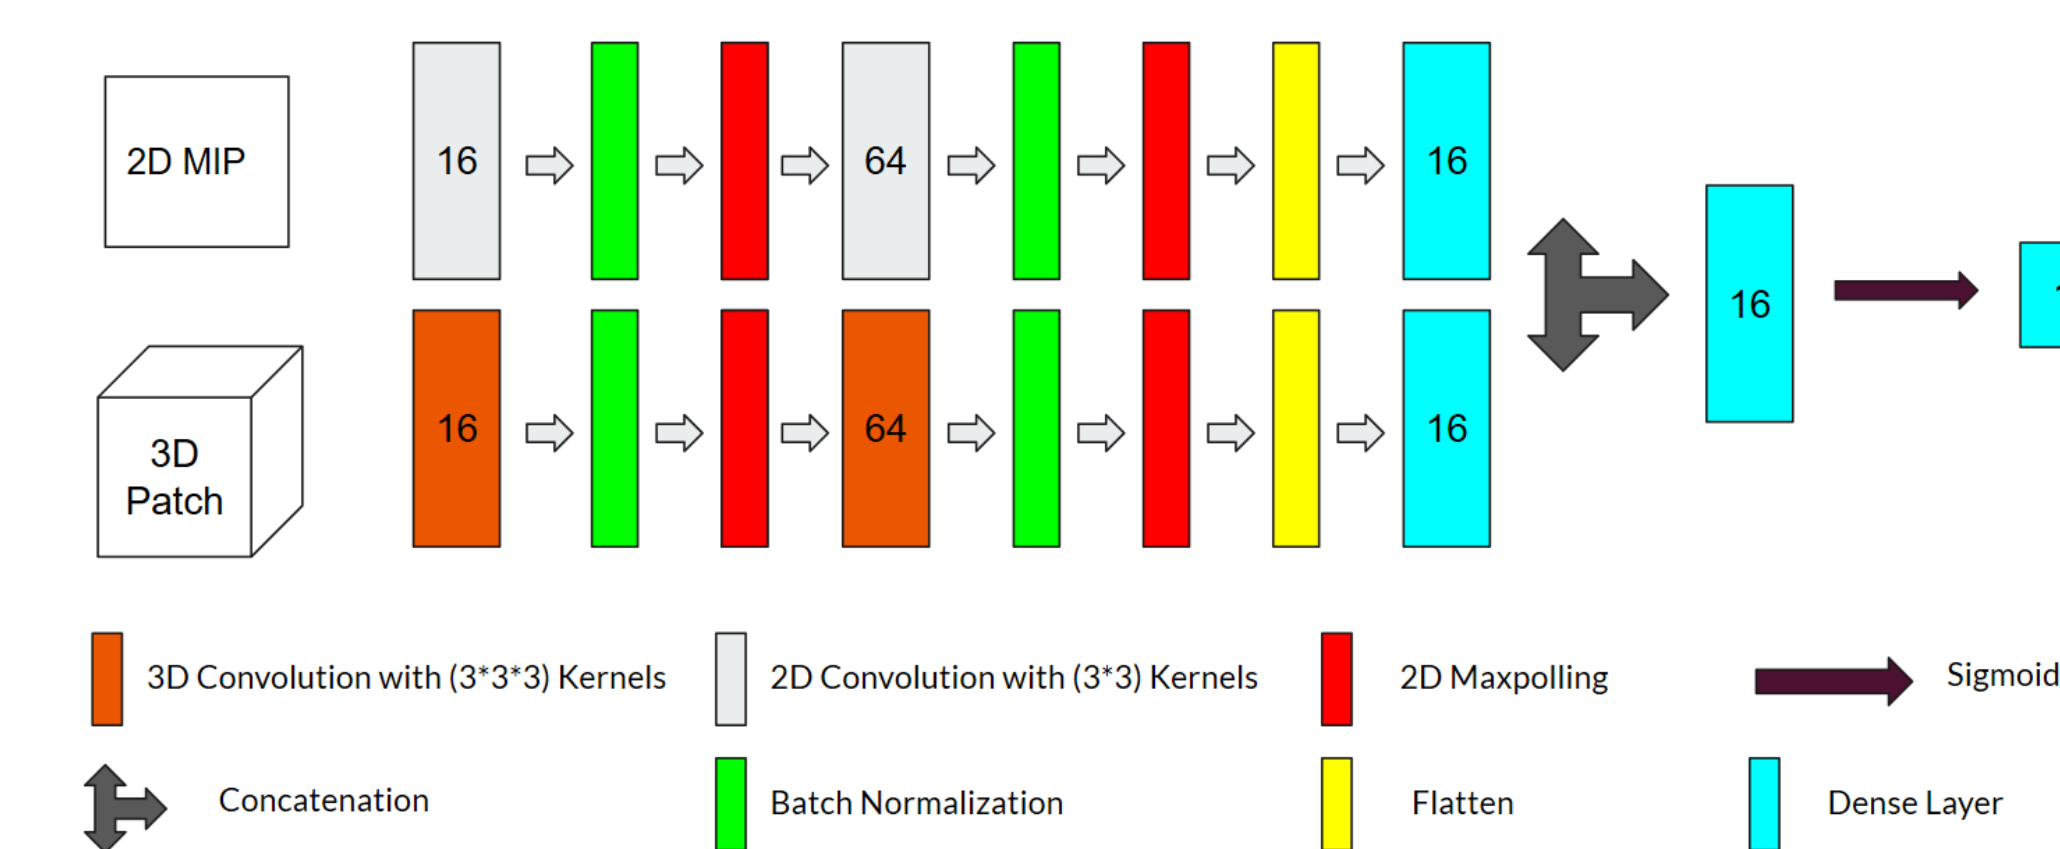 2D MIP
16
64
16
16
3D
Patch
16
64
16
3D Convolution with (3*3*3) Kernels
2D Convolution with (3*3) Kernels
2D Maxpolling
Sigmoid
Concatenation
Batch Normalization
Flatten
Dense Layer